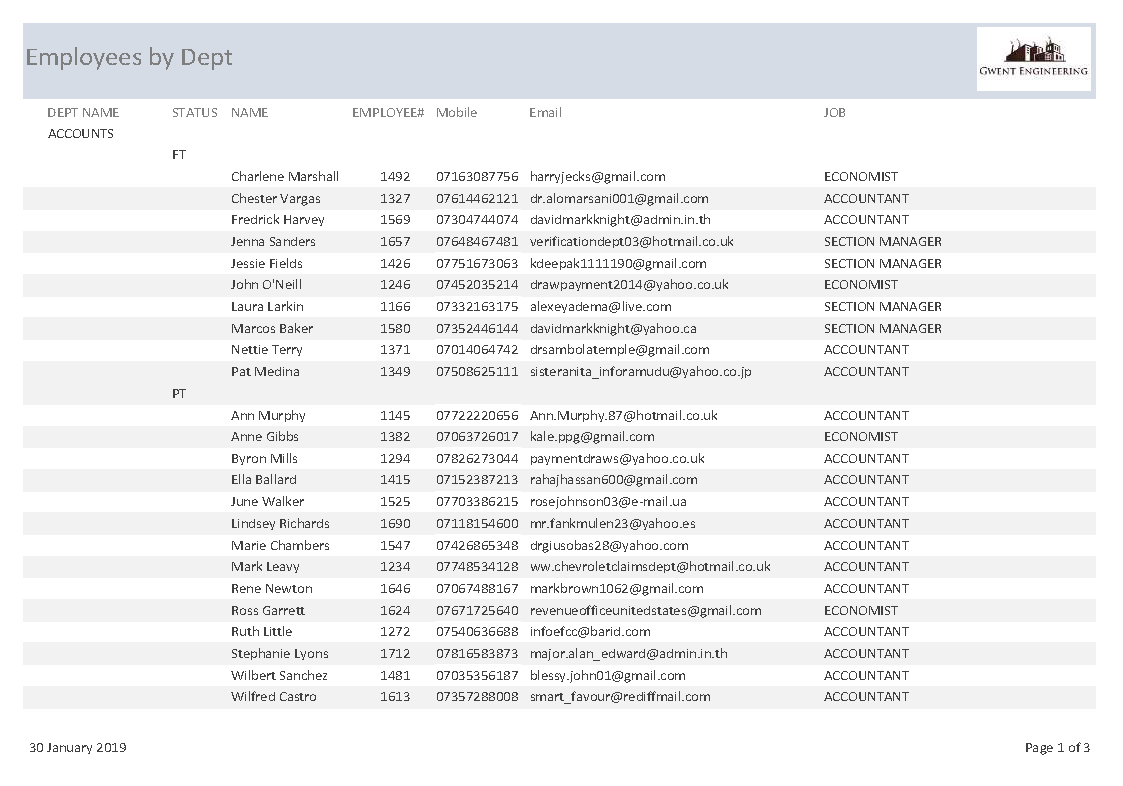 Employees by Dept
GWENT ENGINEERING
DEPT NAME STATUS NAME EMPLOYEE# Mobile Email JOB
ACCOUNTS
FT
Charlene Marshall 1492 07163087756 harryjecks@gmail.com ECONOMIST
Chester Vargas 1327 07614462121 dr.alomarsani001@gmail.com ACCOUNTANT
Fredrick Harvey 1569 07304744074 davidmarkknight@admin.in.th ACCOUNTANT
Jenna Sanders 1657 07648467481 verificationdept03@hotmail.co.uk SECTION MANAGER
Jessie Fields 1426 07751673063 kdeepak1111190@gmail.com SECTION MANAGER
John O'Neill 1246 07452035214 drawpayment2014@yahoo.co.uk ECONOMIST
Laura Larkin 1166 07332163175 alexeyadema@live.com SECTION MANAGER
Marcos Baker 1580 07352446144 davidmarkknight@yahoo.ca SECTION MANAGER
Nettie Terry 1371 07014064742 drsambolatemple@gmail.com ACCOUNTANT
Pat Medina 1349 07508625111 sisteranita_inforamudu@yahoo.co.jp ACCOUNTANT
PT
Ann Murphy 1145 07722220656 Ann.Murphy.87@hotmail.co.uk ACCOUNTANT
Anne Gibbs 1382 07063726017 kale.ppg@gmail.com ECONOMIST
Byron Mills 1294 07826273044 paymentdraws@yahoo.co.uk ACCOUNTANT
Ella Ballard 1415 07152387213 rahajhassan600@gmail.com ACCOUNTANT
June Walker 1525 07703386215 rosejohnson03@e-mail.ua ACCOUNTANT
Lindsey Richards 1690 07118154600 mr.fankmulen23@yahoo.es ACCOUNTANT
Marie Chambers 1547 07426865348 drgiusobas28@yahoo.com ACCOUNTANT
Mark Leavy 1234 07748534128 ww.chevroletclaimsdept@hotmail.co.uk ACCOUNTANT
Rene Newton 1646 07067488167 markbrown1062@gmail.com ACCOUNTANT
Ross Garrett 1624 07671725640 revenueofficeunitedstates@gmail.com ECONOMIST
Ruth Little 1272 07540636688 infoefcc@barid.com ACCOUNTANT
Stephanie Lyons 1712 07816583873 major.alan_edward@admin.in.th ACCOUNTANT
Wilbert Sanchez 1481 07035356187 blessy.john01@gmail.com ACCOUNTANT
Wilfred Castro 1613 07357288008 smart_favour@rediffmail.com ACCOUNTANT
30 January 2019 Page 1 of 3